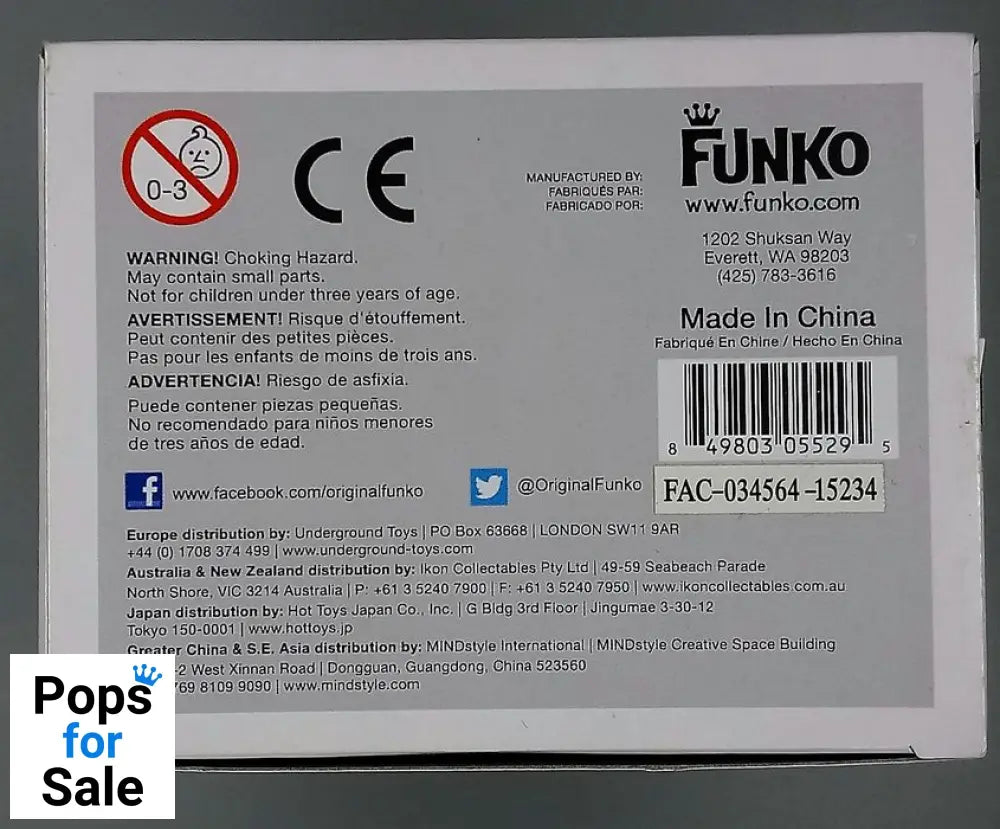 0-3
CE
MANUFACTURED BY:
FABRIQUÉS PAR:
FABRICADO POR:
FUNKO
www.funko.com
1202 Shuksan Way
Everett, WA 98203
(425) 783-3616
WARNING! Choking Hazard.
May contain small parts.
Not for children under three years of age.
AVERTISSEMENT! Risque d'étouffement.
Peut contenir des petites pièces.
Pas pour les enfants de moins de trois ans.
ADVERTENCIA! Riesgo de asfixia.
Puede contener piezas pequeñas.
No recomendado para niños menores
de tres años de edad.
Made In China
Fabriqué En Chine / Hecho En China
8 49803 05529 5
f www.facebook.com/originalfunko
@OriginalFunko
FAC-034564-15234
Europe distribution by: Underground Toys | PO Box 63668 | LONDON SW11 9AR
+44 (0) 1708 374 499 | www.underground-toys.com
Australia & New Zealand distribution by: Ikon Collectables Pty Ltd | 49-59 Seabeach Parade
North Shore, VIC 3214 Australia | P: +61 3 5240 7900 | F: +61 3 5240 7950 | www.ikoncollectables.com.au
Japan distribution by: Hot Toys Japan Co., Inc. | G Bldg 3rd Floor | Jingumae 3-30-12
Tokyo 150-0001 | www.hottoys.jp
Greater China & S.E. Asia distribution by: MINDstyle International | MINDstyle Creative Space Building
-2 West Xinnan Road | Dongguan, Guangdong, China 523560
769 8109 9090 | www.mindstyle.com
Pops
for
Sale